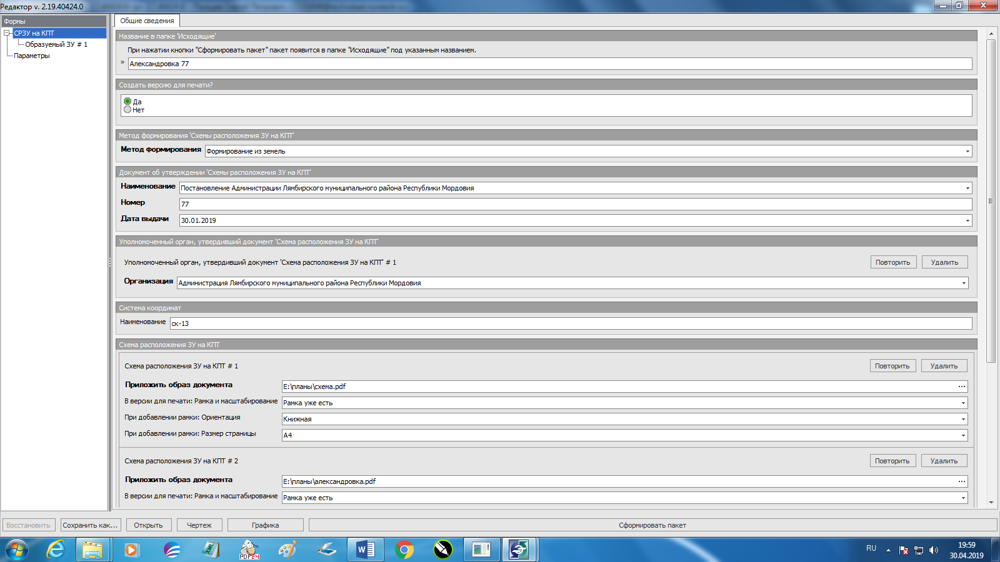 Редактор v. 2.19.40424.0
Формы
СРЗУ на КПТ
Образуемый ЗУ # 1
Параметры
Общие сведения
Название в папке 'Исходящие'
При нажатии кнопки "Сформировать пакет" пакет появится в папке "Исходящие" под указанным названием.
» Александровка 77
Создать версию для печати?
Да
Нет
Метод формирования 'Схемы расположения ЗУ на КПТ'
Метод формирования Формирование из земель
Документ об утверждении 'Схемы расположения ЗУ на КПТ'
Наименование Постановление Администрации Лямбирского муниципального района Республики Мордовия
Номер 77
Дата выдачи 30.01.2019
Уполномоченный орган, утвердивший документ 'Схема расположения ЗУ на КПТ'
Уполномоченный орган, утвердивший документ 'Схема расположения ЗУ на КПТ' # 1 Повторить Удалить
Организация Администрация Лямбирского муниципального района Республики Мордовия
Система координат
Наименование ск-13
Схема расположения ЗУ на КПТ
Схема расположения ЗУ на КПТ # 1 Повторить Удалить
Приложить образ документа E:\планы\схема.pdf ...
В версии для печати: Рамка и масштабирование Рамка уже есть
При добавлении рамки: Ориентация Книжная
При добавлении рамки: Размер страницы А4
Схема расположения ЗУ на КПТ # 2 Повторить Удалить
Приложить образ документа E:\планы\александровка.pdf ...
В версии для печати: Рамка и масштабирование Рамка уже есть
Восстановить Сохранить как... Открыть Чертеж Графика Сформировать пакет
PDF24
W
RU
19:59
30.04.2019